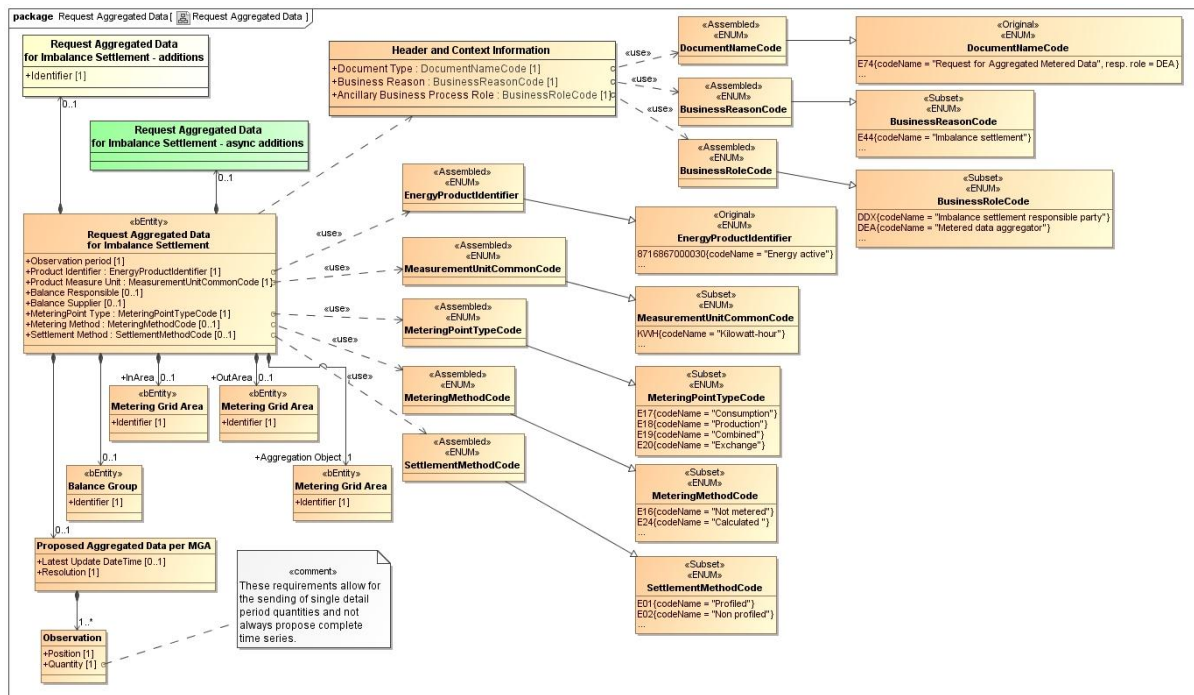 package Request Aggregated Data [ Request Aggregated Data ]
Request Aggregated Data
for Imbalance Settlement - additions
+Identifier [1]
0..1
Request Aggregated Data
for Imbalance Settlement - async additions
0..1
Header and Context Information
+Document Type : DocumentNameCode [1]
+Business Reason : BusinessReasonCode [1]
+Ancillary Business Process Role : BusinessRoleCode [1]
«use»
«use»
«use»
«Assembled»
«ENUM»
DocumentNameCode
«Original»
«ENUM»
DocumentNameCode
E74{codeName = "Request for Aggregated Metered Data", resp. role = DEA}
...
«Assembled»
«ENUM»
BusinessReasonCode
«Subset»
«ENUM»
BusinessReasonCode
E44{codeName = "Imbalance settlement"}
...
«Assembled»
«ENUM»
BusinessRoleCode
«Subset»
«ENUM»
BusinessRoleCode
DDX{codeName = "Imbalance settlement responsible party"}
DEA{codeName = "Metered data aggregator"}
...
«bEntity»
Request Aggregated Data
for Imbalance Settlement
+Observation period [1]
+Product Identifier : EnergyProductIdentifier [1]
+Product Measure Unit : MeasurementUnitCommonCode [1]
+Balance Responsible [0..1]
+Balance Supplier [0..1]
+MeteringPoint Type : MeteringPointTypeCode [1]
+Metering Method : MeteringMethodCode [0..1]
+Settlement Method : SettlementMethodCode [0..1]
«use»
«use»
«use»
«use»
«use»
«Assembled»
«ENUM»
EnergyProductIdentifier
«Original»
«ENUM»
EnergyProductIdentifier
8716867000030{codeName = "Energy active"}
...
«Assembled»
«ENUM»
MeasurementUnitCommonCode
«Subset»
«ENUM»
MeasurementUnitCommonCode
KWH{codeName = "Kilowatt-hour"}
...
«Assembled»
«ENUM»
MeteringPointTypeCode
«Subset»
«ENUM»
MeteringPointTypeCode
E17{codeName = "Consumption"}
E18{codeName = "Production"}
E19{codeName = "Combined"}
E20{codeName = "Exchange"}
«Assembled»
«ENUM»
MeteringMethodCode
«Subset»
«ENUM»
MeteringMethodCode
E16{codeName = "Not metered"}
E24{codeName = "Calculated "}
...
«Assembled»
«ENUM»
SettlementMethodCode
«Subset»
«ENUM»
SettlementMethodCode
E01{codeName = "Profiled"}
E02{codeName = "Non profiled"}
...
+InArea 0..1
«bEntity»
Metering Grid Area
+Identifier [1]
+OutArea 0..1
«bEntity»
Metering Grid Area
+Identifier [1]
+Aggregation Object 1
«bEntity»
Metering Grid Area
+Identifier [1]
0..1
«bEntity»
Balance Group
+Identifier [1]
0..1
Proposed Aggregated Data per MGA
+Latest Update DateTime [0..1]
+Resolution [1]
1..*
Observation
+Position [1]
+Quantity [1]
«comment»
These requirements allow for
the sending of single detail
period quantities and not
always propose complete
time series.